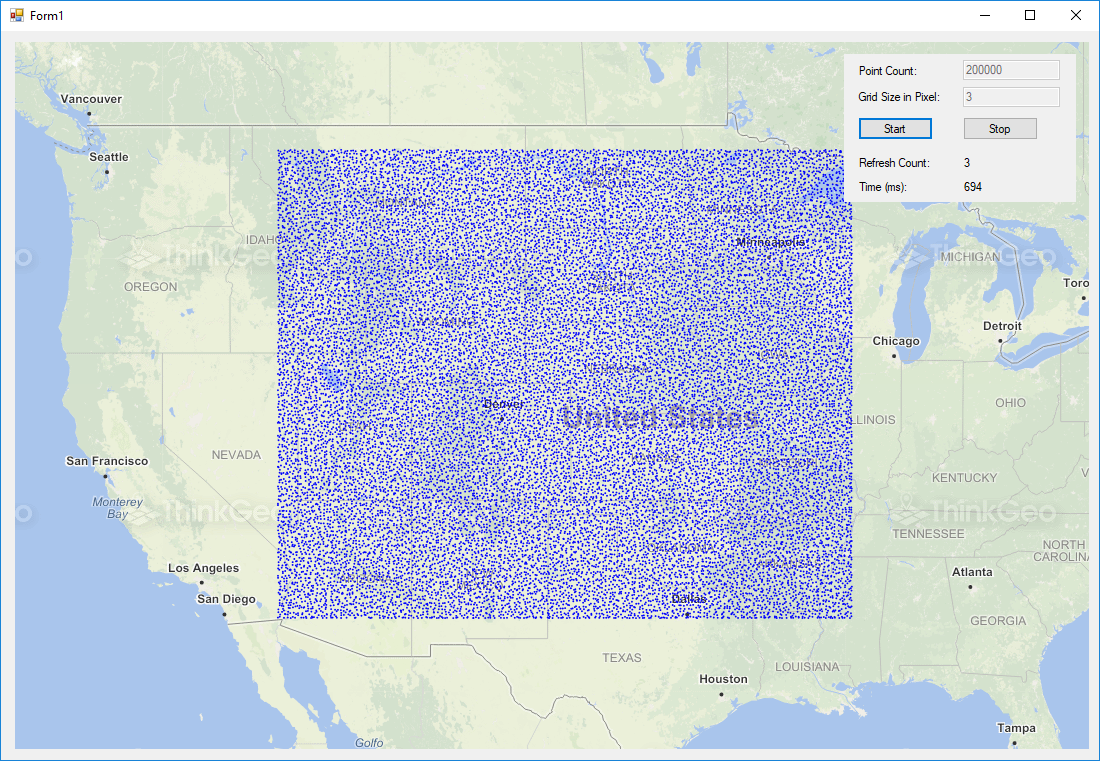 Form1
Point Count: 200000
Grid Size in Pixel: 3
Start Stop
Refresh Count: 3
Time (ms): 694
Vancouver
Seattle
Minneapolis
IDAHO
ThinkGeo
ThinkGeo
MICHIGAN
OREGON
Toro
Detroit
Chicago
Denver
OHIO
United States
ILLINOIS
NEVADA
San Francisco
KENTUCKY
Monterey
Bay
ThinkGeo
ThinkGeo
TENNESSEE
NORTH
CAROLINA
Los Angeles
Atlanta
San Diego
Dallas
GEORGIA
TEXAS
LOUISIANA
Houston
Tampa
Golfo